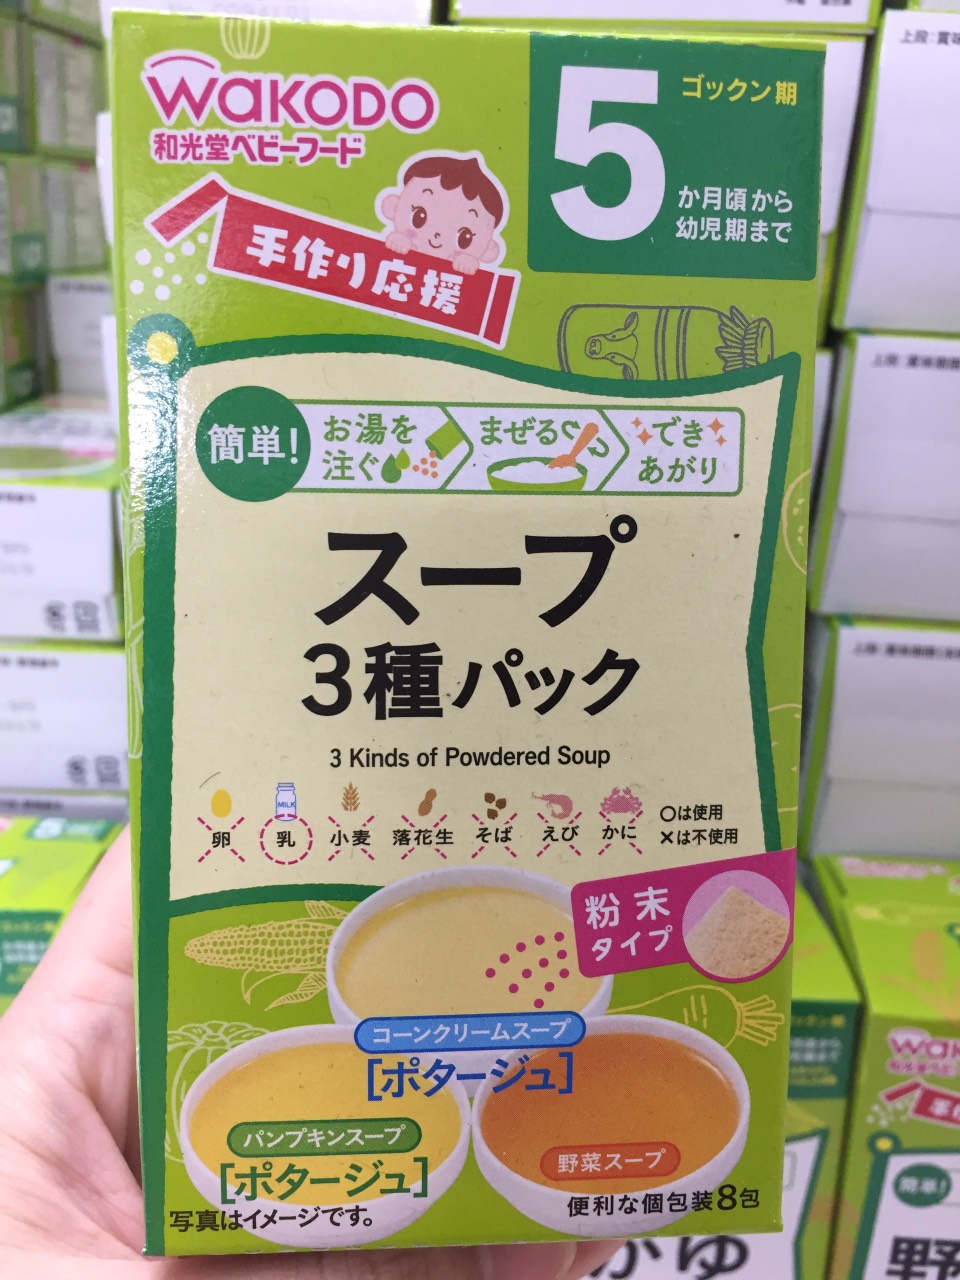 WAKODO
和光堂ベビーフード
手作り応援
5
ゴックン期
か月頃から
幼児期まで
簡単!
お湯を
注ぐ
まぜる
でき
あがり
スープ
3種パック
3 Kinds of Powdered Soup
MILK
卵
乳
小麦
落花生
そば
えび
かに
○は使用
×は不使用
粉末
タイプ
コーンクリームスープ
[ポタージュ]
パンプキンスープ
[ポタージュ]
野菜スープ
写真はイメージです。
便利な個包装8包
かゆ
簡単!
野